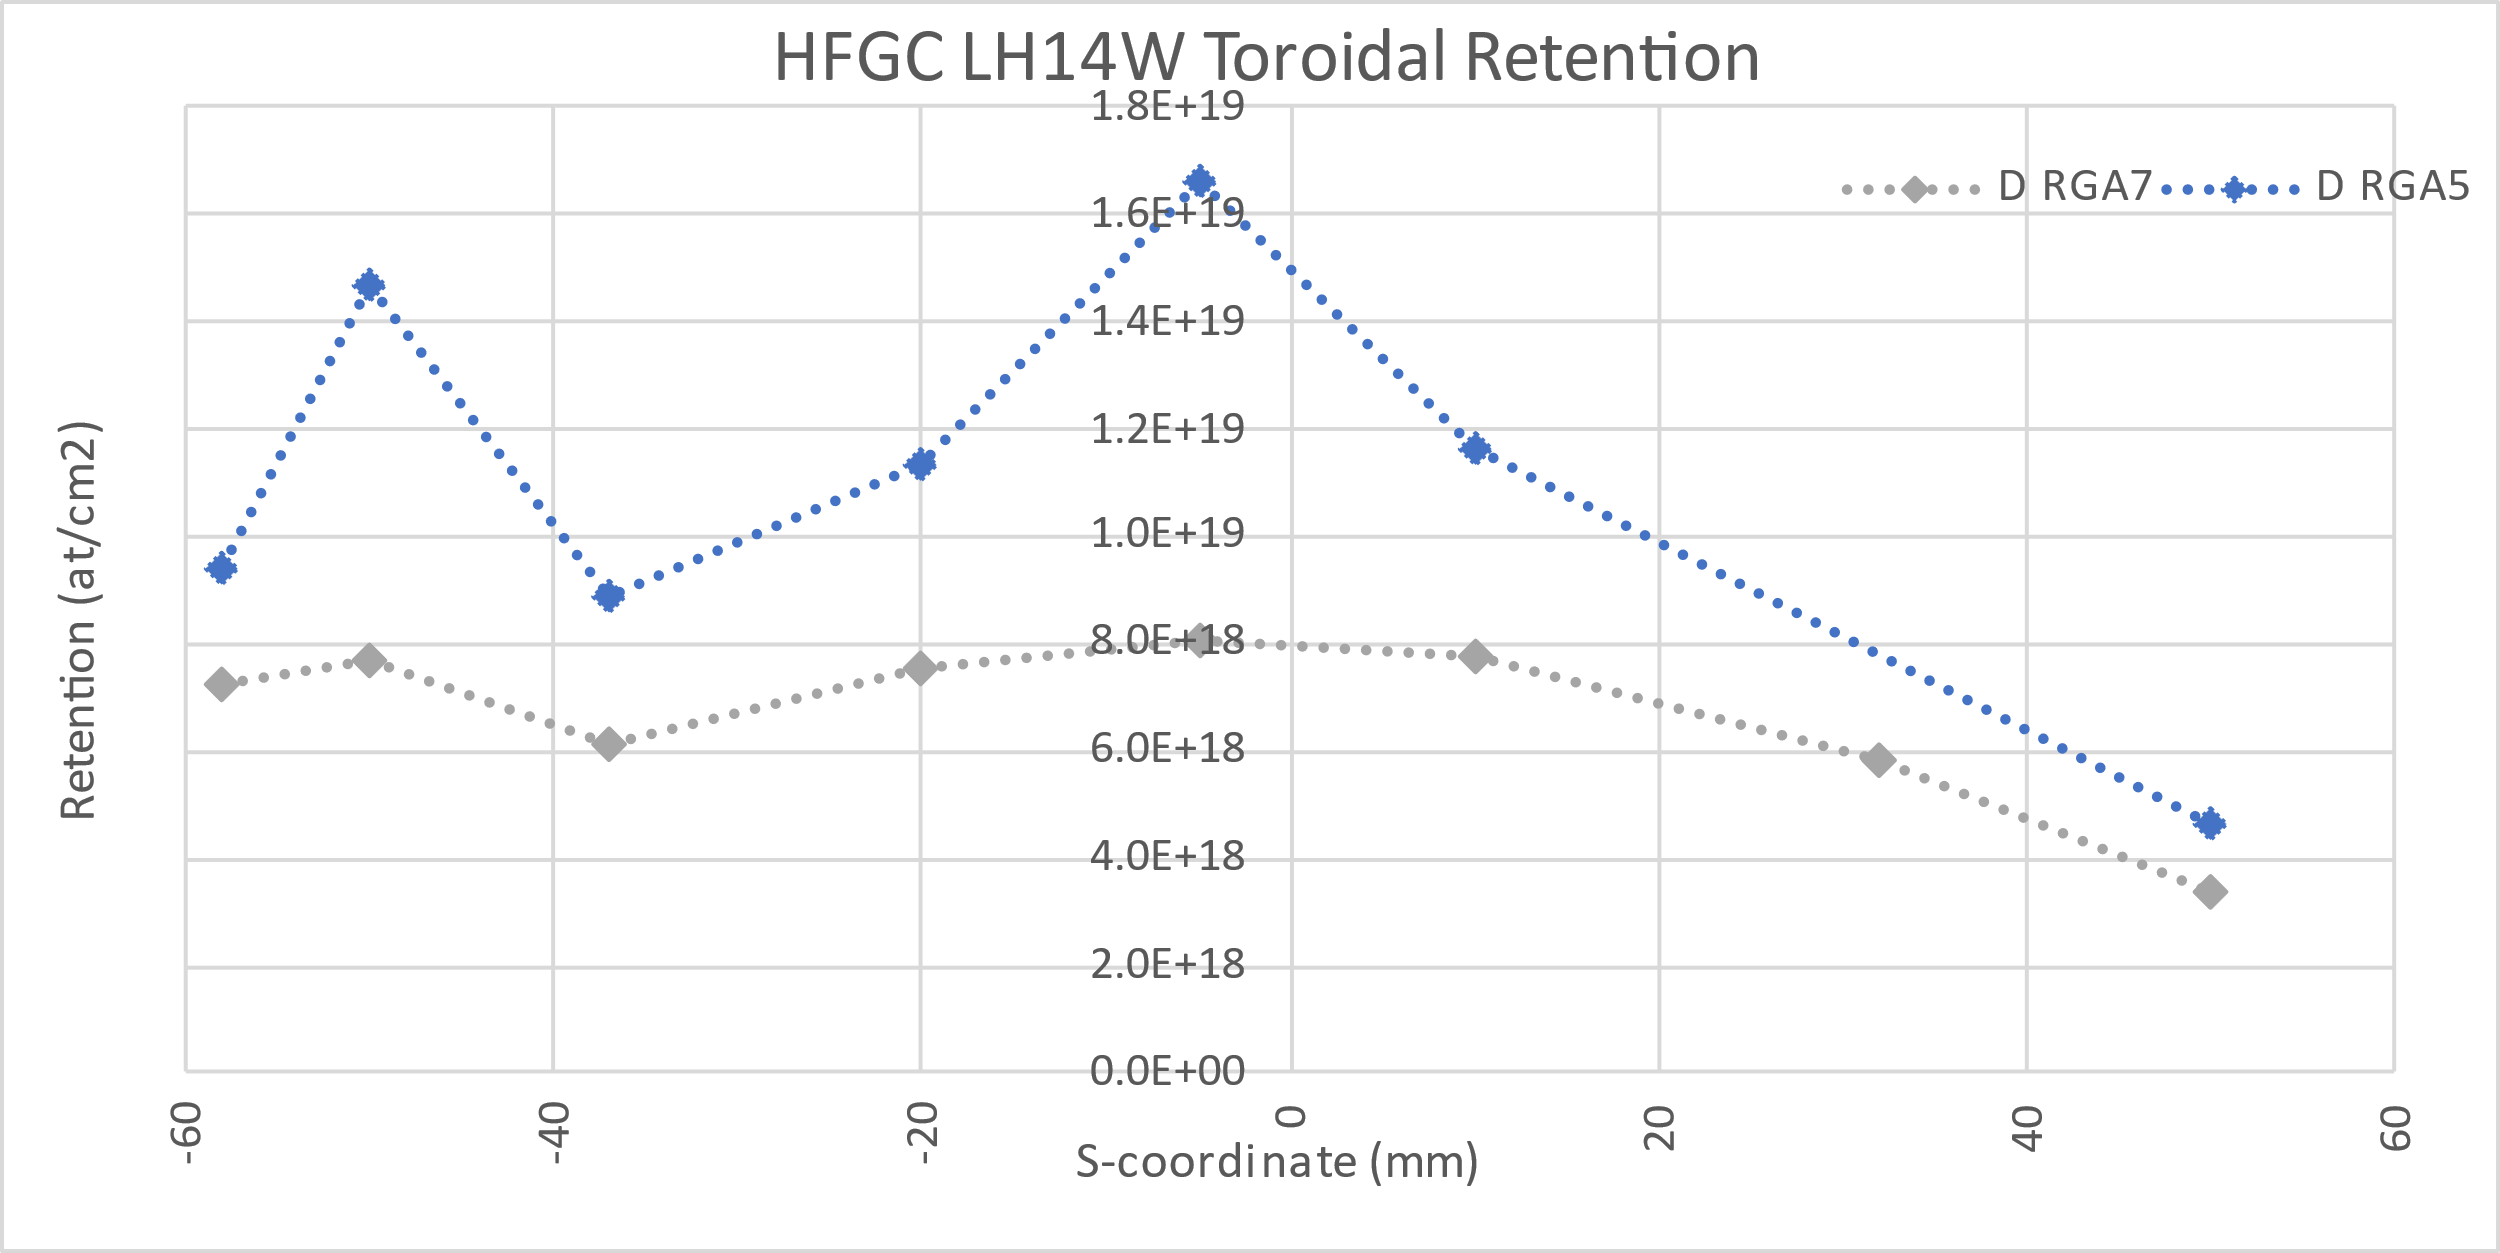 HFGC LH14W Toroidal Retention
1.8E+19
D RGA7
D RGA5
1.6E+19
1.4E+19
1.2E+19
1.0E+19
8.0E+18
6.0E+18
4.0E+18
2.0E+18
0.0E+00
Retention (at/cm2)
-60
-40
-20
0
20
40
60
S-coordinate (mm)